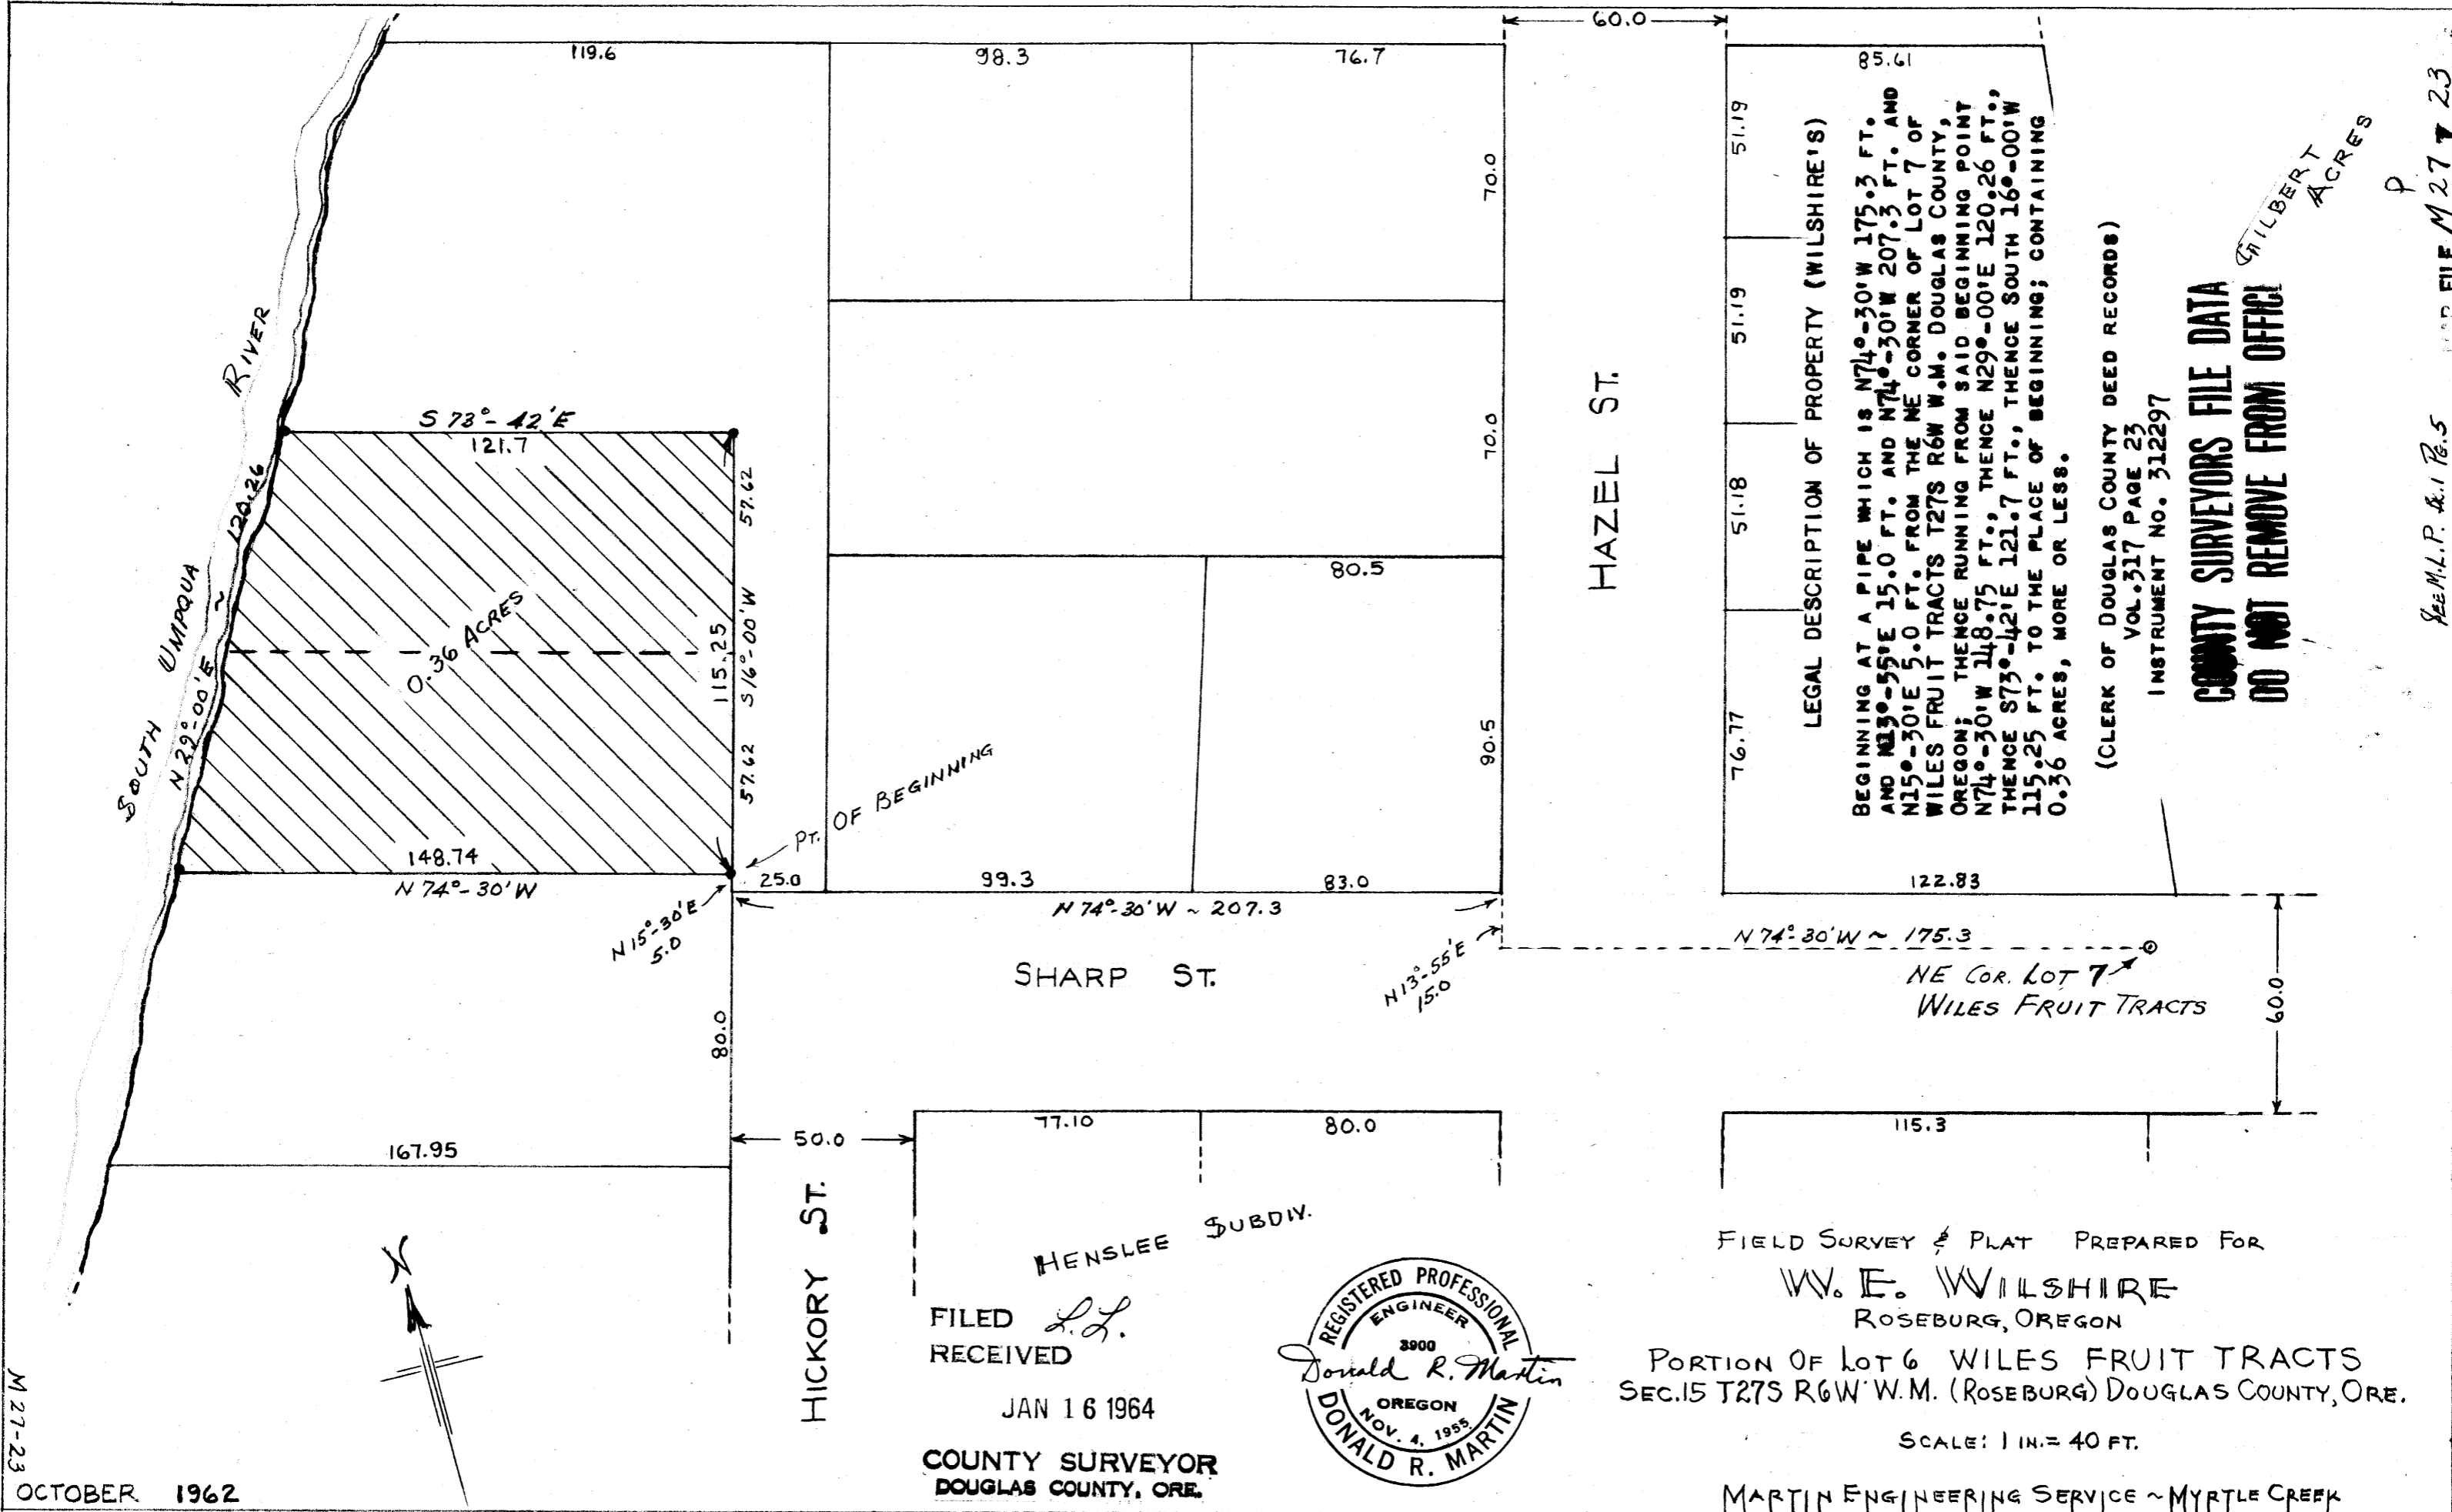 60.0
119.6
98.3
76.7
85.61
70.0
51.19
51.19
70.0
51.18
76.77
90.5
80.5
HAZEL ST.
LEGAL DESCRIPTION OF PROPERTY (WILSHIRE'S)
BEGINNING AT A PIPE WHICH IS N74°-30'W 175.3 FT.
AND N13°-55'E 15.0 FT. AND N74°-30'W 207.3 FT. AND
N15°-30'E 5.0 FT. FROM THE NE CORNER OF LOT 7 OF
WILES FRUIT TRACTS T27S R6W W.M. DOUGLAS COUNTY,
OREGON; THENCE RUNNING FROM SAID BEGINNING POINT
N74°-30'W 148.75 FT., THENCE N29°-00'E 120.26 FT.,
THENCE S73°-42'E 121.7 FT., THENCE SOUTH 16°-00'W
115.25 FT. TO THE PLACE OF BEGINNING; CONTAINING
0.36 ACRES, MORE OR LESS.
(CLERK OF DOUGLAS COUNTY DEED RECORDS)
VOL.317 PAGE 23
INSTRUMENT NO. 312297
COUNTY SURVEYORS FILE DATA
DO NOT REMOVE FROM OFFICE
GILBERT
ACRES
P
FILE M27-23
SEE M.L.P. Bk.1 PG.5
SOUTH UMPQUA RIVER
S 73°-42'E
121.7
N 29°-00'E ~ 120.26
0.36 ACRES
57.62
115.25
S 16°-00'W
57.62
148.74
N 74°-30'W
PT. OF BEGINNING
25.0
99.3
83.0
122.83
N 15°-30'E
5.0
N 74°-30'W ~ 207.3
N 13°-55'E
15.0
N 74°-30'W ~ 175.3
NE COR. LOT 7
WILES FRUIT TRACTS
60.0
SHARP ST.
80.0
50.0
77.10
80.0
115.3
167.95
HICKORY ST.
HENSLEE SUBDIV.
N
FILED L.L.
RECEIVED
JAN 16 1964
COUNTY SURVEYOR
DOUGLAS COUNTY, ORE.
REGISTERED PROFESSIONAL
ENGINEER
3900
Donald R. Martin
OREGON
NOV. 4, 1955
DONALD R. MARTIN
FIELD SURVEY & PLAT PREPARED FOR
W. E. WILSHIRE
ROSEBURG, OREGON
PORTION OF LOT 6 WILES FRUIT TRACTS
SEC.15 T27S R6W W.M. (ROSEBURG) DOUGLAS COUNTY, ORE.
SCALE: 1 IN.= 40 FT.
MARTIN ENGINEERING SERVICE ~ MYRTLE CREEK
M27-23
OCTOBER 1962